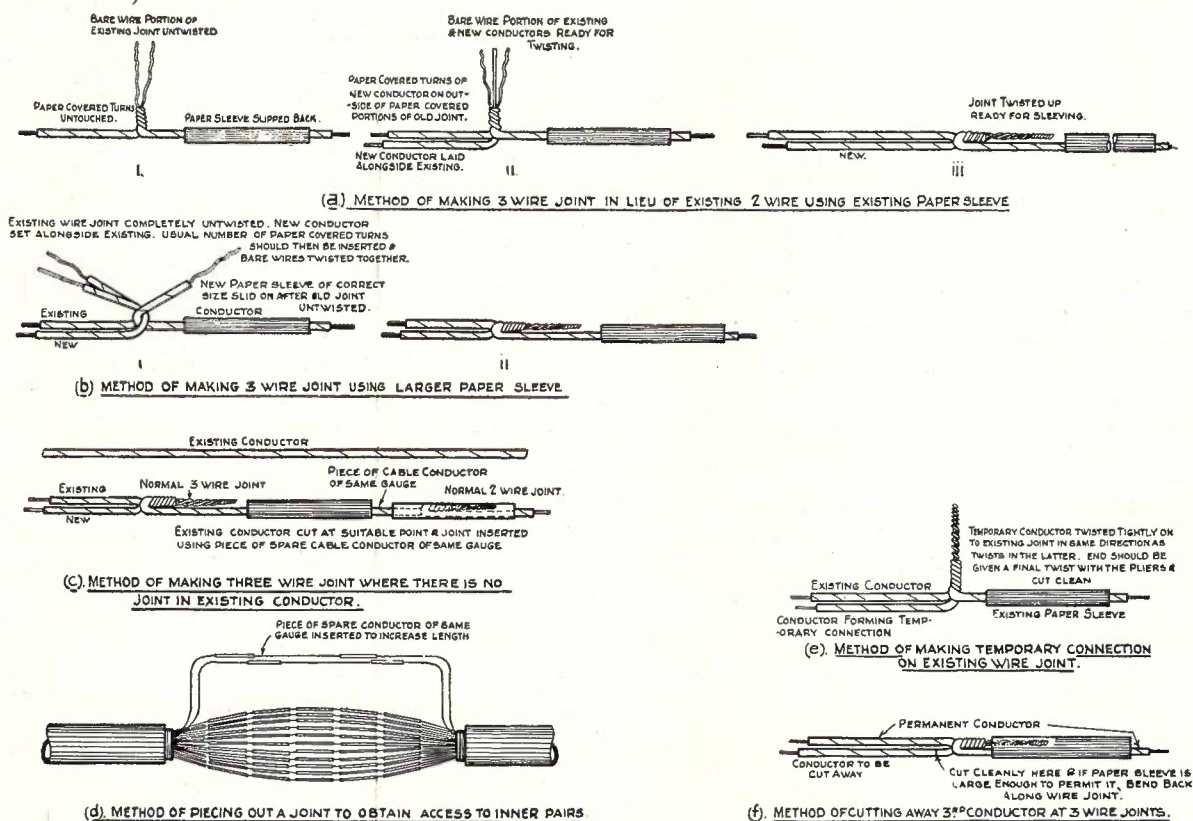 BARE WIRE PORTION OF
EXISTING JOINT UNTWISTED
PAPER COVERED TURNS
UNTOUCHED.
PAPER SLEEVE SLIPPED BACK.
I.
BARE WIRE PORTION OF EXISTING
& NEW CONDUCTORS READY FOR
TWISTING.
PAPER COVERED TURNS OF
NEW CONDUCTOR ON OUT-
-SIDE OF PAPER COVERED
PORTIONS OF OLD JOINT.
NEW CONDUCTOR LAID
ALONGSIDE EXISTING.
II.
JOINT TWISTED UP
READY FOR SLEEVING.
NEW.
iii
(a.) METHOD OF MAKING 3 WIRE JOINT IN LIEU OF EXISTING 2 WIRE USING EXISTING PAPER SLEEVE
EXISTING WIRE JOINT COMPLETELY UNTWISTED. NEW CONDUCTOR
SET ALONGSIDE EXISTING. USUAL NUMBER OF PAPER COVERED TURNS
SHOULD THEN BE INSERTED &
BARE WIRES TWISTED TOGETHER.
NEW PAPER SLEEVE OF CORRECT
SIZE SLID ON AFTER OLD JOINT
UNTWISTED.
EXISTING
CONDUCTOR
NEW
I
II
(b) METHOD OF MAKING 3 WIRE JOINT USING LARGER PAPER SLEEVE
EXISTING CONDUCTOR
EXISTING
NORMAL 3 WIRE JOINT
PIECE OF CABLE CONDUCTOR
OF SAME GAUGE
NORMAL 2 WIRE JOINT.
NEW
EXISTING CONDUCTOR CUT AT SUITABLE POINT & JOINT INSERTED
USING PIECE OF SPARE CABLE CONDUCTOR OF SAME GAUGE
(c). METHOD OF MAKING THREE WIRE JOINT WHERE THERE IS NO
JOINT IN EXISTING CONDUCTOR.
PIECE OF SPARE CONDUCTOR OF SAME
GAUGE INSERTED TO INCREASE LENGTH
(d). METHOD OF PIECING OUT A JOINT TO OBTAIN ACCESS TO INNER PAIRS.
TEMPORARY CONDUCTOR TWISTED TIGHTLY ON
TO EXISTING JOINT IN SAME DIRECTION AS
TWISTS IN THE LATTER. END SHOULD BE
GIVEN A FINAL TWIST WITH THE PLIERS &
CUT CLEAN
EXISTING CONDUCTOR
CONDUCTOR FORMING TEMP-
-ORARY CONNECTION
EXISTING PAPER SLEEVE
(e). METHOD OF MAKING TEMPORARY CONNECTION
ON EXISTING WIRE JOINT.
PERMANENT CONDUCTOR
CONDUCTOR TO BE
CUT AWAY
CUT CLEANLY HERE & IF PAPER SLEEVE IS
LARGE ENOUGH TO PERMIT IT, BEND BACK
ALONG WIRE JOINT.
(f). METHOD OF CUTTING AWAY 3RD CONDUCTOR AT 3 WIRE JOINTS.